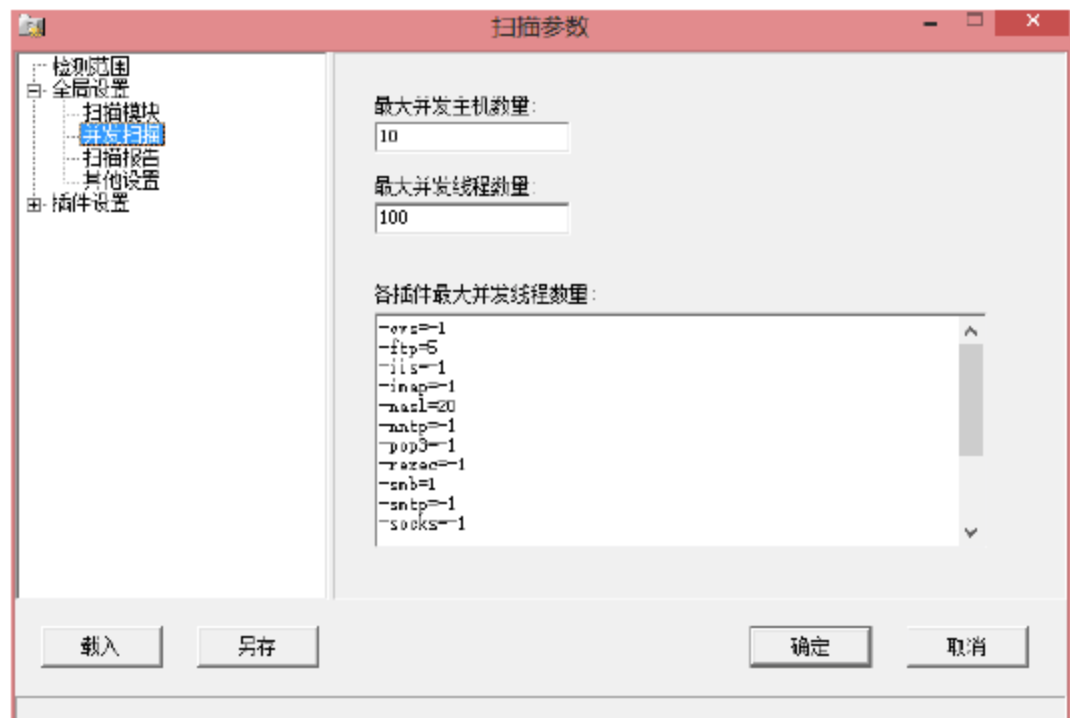 扫描参数
检测范围
全局设置
扫描模块
并发扫描
扫描报告
其他设置
插件设置
最大并发主机数量:
10
最大并发线程数量:
100
各插件最大并发线程数量:
-cvs=-1
-ftp=5
-iis=-1
-imap=-1
-nasl=20
-nntp=-1
-pop3=-1
-rexec=-1
-smb=1
-smtp=-1
-socks=-1
载入
另存
确定
取消